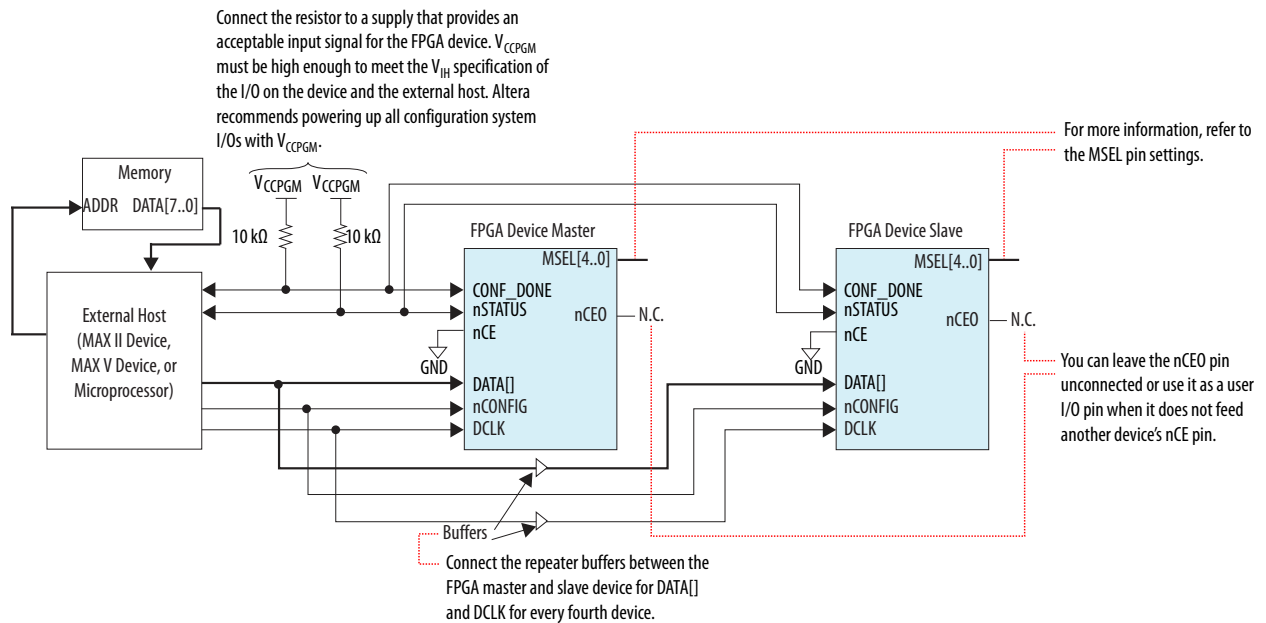 Connect the resistor to a supply that provides an
acceptable input signal for the FPGA device. VCCPGM
must be high enough to meet the VIH specification of
the I/O on the device and the external host. Altera
recommends powering up all configuration system
I/Os with VCCPGM.
For more information, refer to
the MSEL pin settings.
Memory
ADDR DATA[7..0]
VCCPGM VCCPGM
10 kΩ 10 kΩ
External Host
(MAX II Device,
MAX V Device, or
Microprocessor)
FPGA Device Master
MSEL[4..0]
CONF_DONE
nSTATUS
nCE
nCEO
N.C.
GND
DATA[]
nCONFIG
DCLK
FPGA Device Slave
MSEL[4..0]
CONF_DONE
nSTATUS
nCE
nCEO
N.C.
GND
DATA[]
nCONFIG
DCLK
You can leave the nCEO pin
unconnected or use it as a user
I/O pin when it does not feed
another device's nCE pin.
Buffers
Connect the repeater buffers between the
FPGA master and slave device for DATA[]
and DCLK for every fourth device.